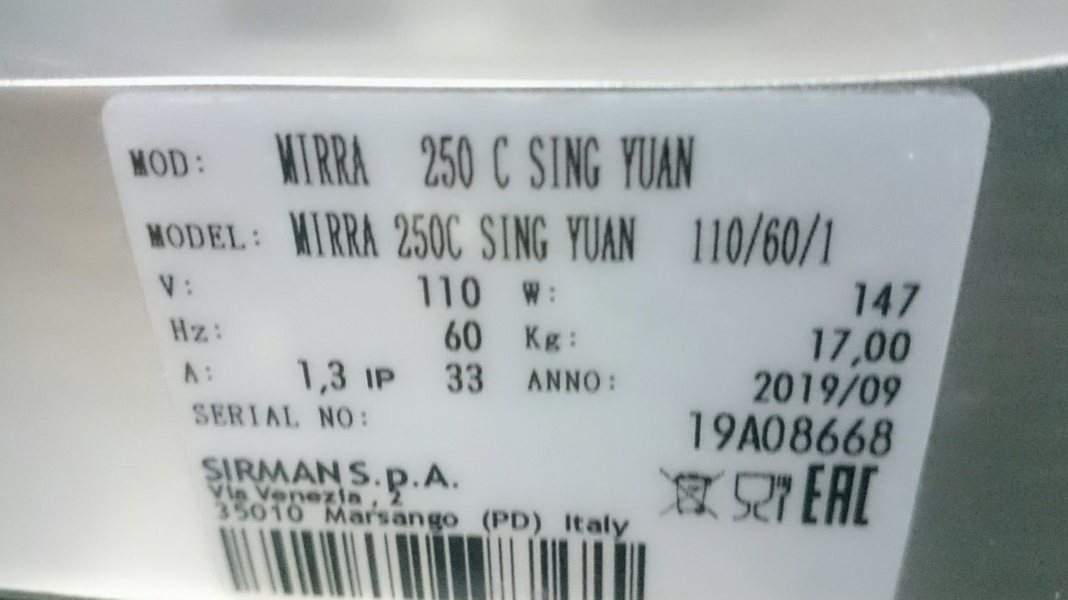 MOD: MIRRA 250 C SING YUAN
MODEL: MIRRA 250C SING YUAN 110/60/1
V: 110 W: 147
Hz: 60 Kg: 17,00
A: 1,3 IP 33 ANNO: 2019/09
SERIAL NO: 19A08668
SIRMAN S.p.A.
Via Venezia , 2
35010 Marsango (PD) Italy
EAC